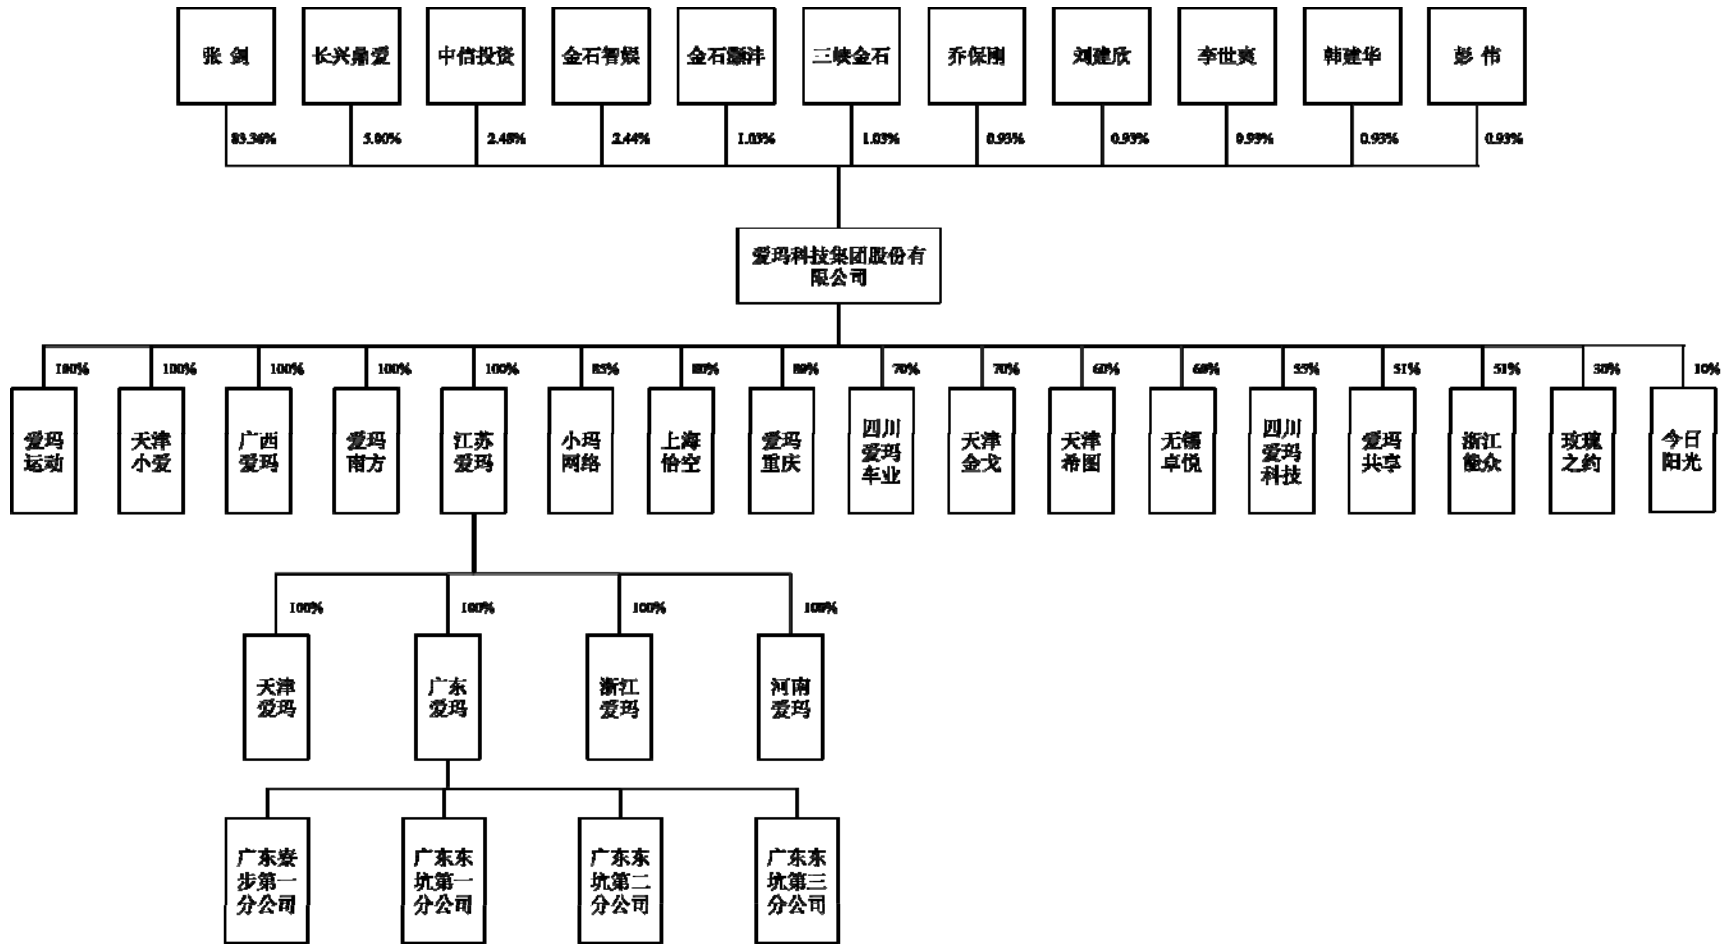 张 剑
长兴鼎爱
中信投资
金石智娱
金石灏沣
三峡金石
乔保刚
刘建欣
李世爽
韩建华
彭 伟
83.36%
5.00%
2.48%
2.44%
1.03%
1.03%
0.93%
0.93%
0.93%
0.93%
0.93%
爱玛科技集团股份有
限公司
100%
100%
100%
100%
100%
85%
80%
80%
70%
70%
60%
60%
55%
51%
51%
30%
10%
爱玛
运动
天津
小爱
广西
爱玛
爱玛
南方
江苏
爱玛
小玛
网络
上海
怡空
爱玛
重庆
四川
爱玛
车业
天津
金戈
天津
希图
无锡
卓悦
四川
爱玛
科技
爱玛
共享
浙江
能众
玫瑰
之约
今日
阳光
100%
100%
100%
100%
天津
爱玛
广东
爱玛
浙江
爱玛
河南
爱玛
广东寮
步第一
分公司
广东东
坑第一
分公司
广东东
坑第二
分公司
广东东
坑第三
分公司